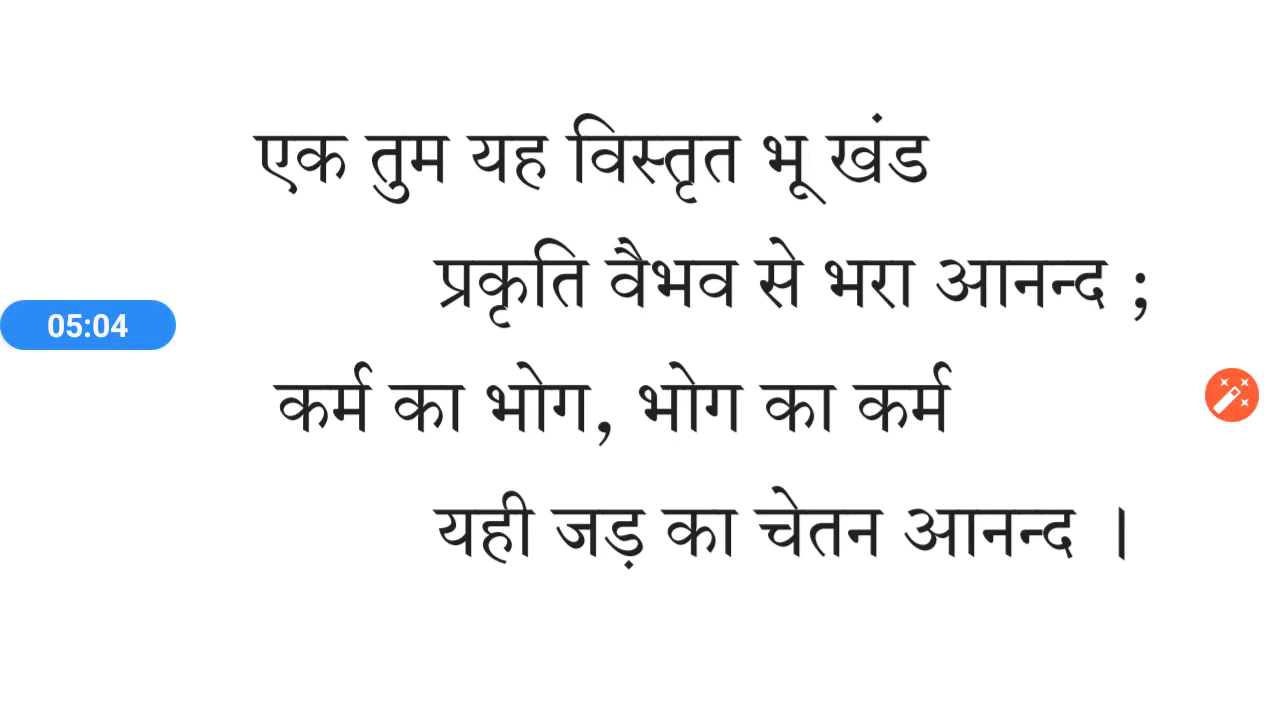 एक तुम यह विस्तृत भू खंड
प्रकृति वैभव से भरा आनन्द ;
05:04
कर्म का भोग, भोग का कर्म
यही जड़ का चेतन आनन्द ।